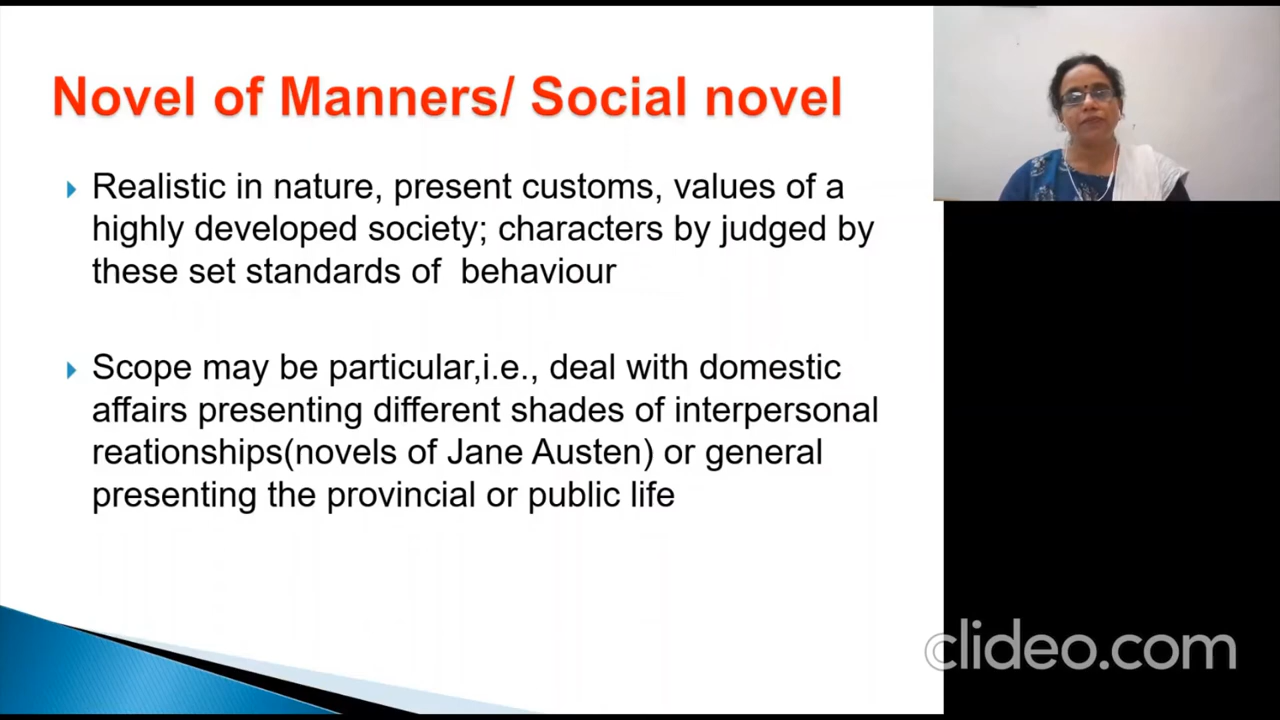 Novel of Manners/ Social novel
Realistic in nature, present customs, values of a
highly developed society; characters by judged by
these set standards of  behaviour
Scope may be particular,i.e., deal with domestic
affairs presenting different shades of interpersonal
reationships(novels of Jane Austen) or general
presenting the provincial or public life
clideo.com